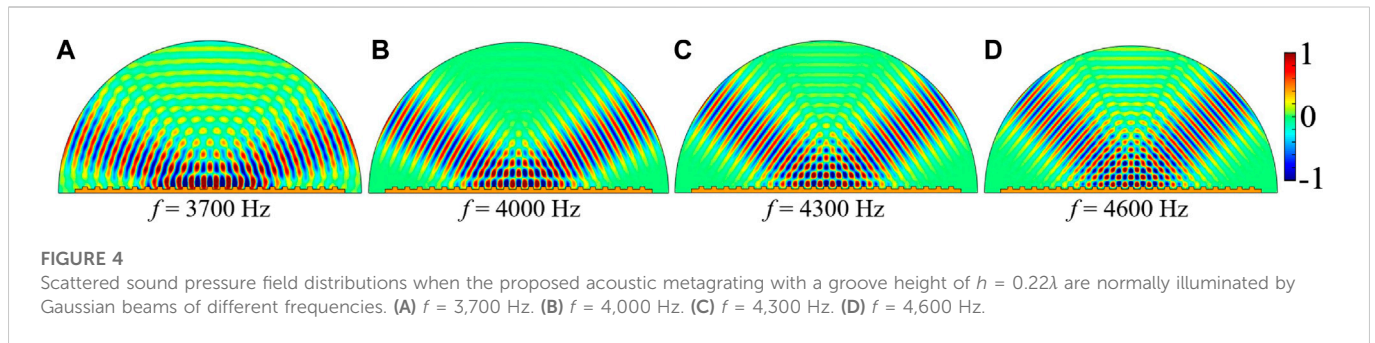 A
B
C
D
1
0
-1
f = 3700 Hz
f = 4000 Hz
f = 4300 Hz
f = 4600 Hz
FIGURE 4
Scattered sound pressure field distributions when the proposed acoustic metagrating with a groove height of h = 0.22λ are normally illuminated by
Gaussian beams of different frequencies. (A) f = 3,700 Hz. (B) f = 4,000 Hz. (C) f = 4,300 Hz. (D) f = 4,600 Hz.